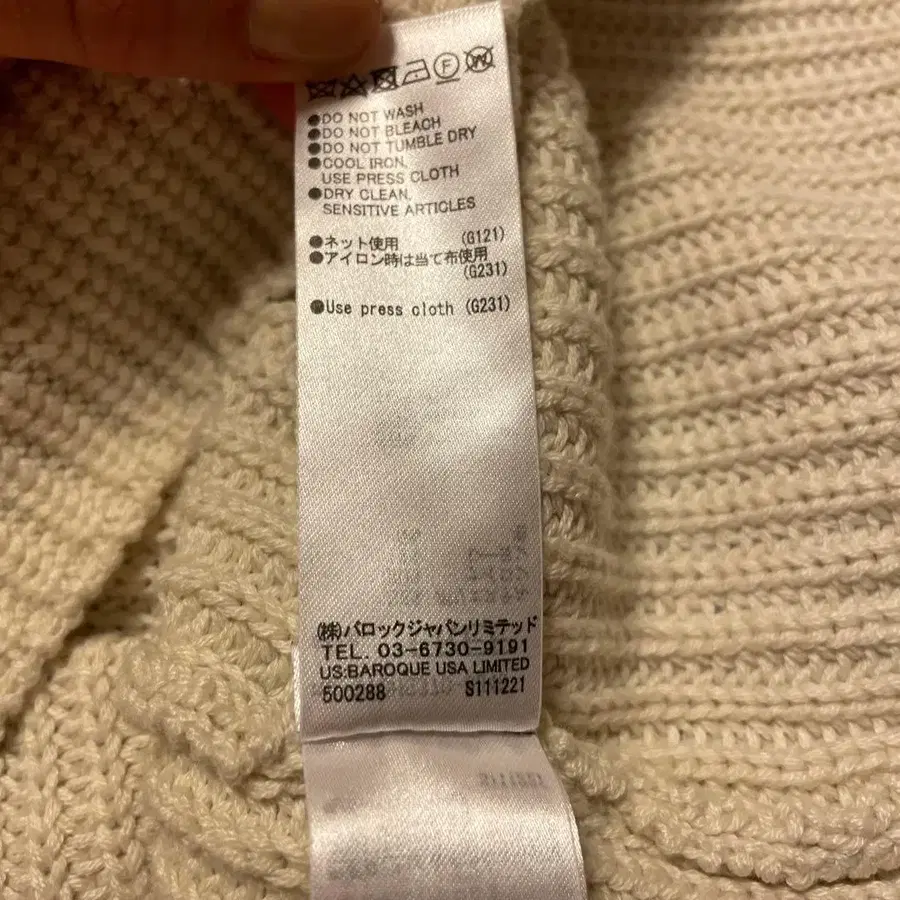 F W
●DO NOT WASH
●DO NOT BLEACH
●DO NOT TUMBLE DRY
●COOL IRON,
USE PRESS CLOTH
●DRY CLEAN,
SENSITIVE ARTICLES
●ネット使用 (G121)
●アイロン時は当て布使用
(G231)
●Use press cloth (G231)
(株)バロックジャパンリミテッド
TEL. 03-6730-9191
US:BAROQUE USA LIMITED
500288 S111221